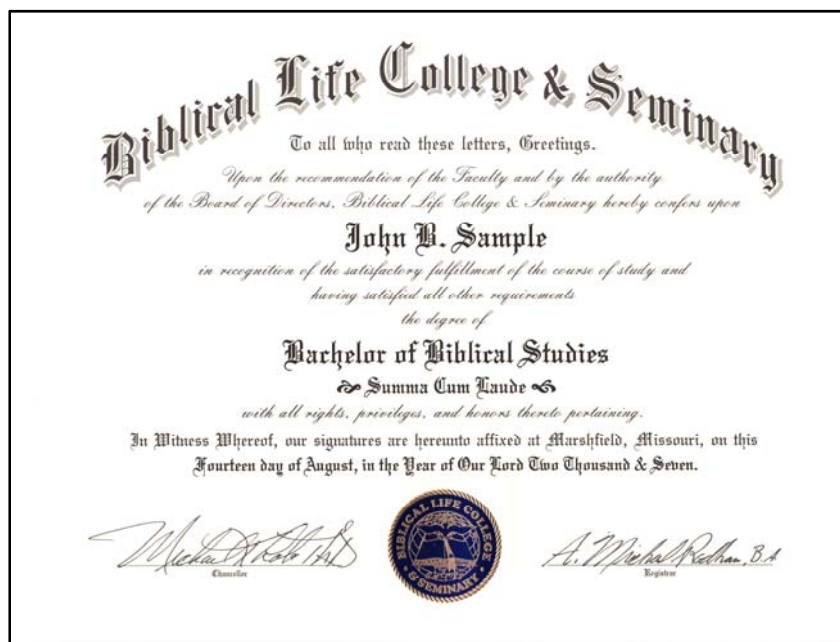 Biblical Life College & Seminary
To all who read these letters, Greetings.
Upon the recommendation of the Faculty and by the authority
of the Board of Directors, Biblical Life College & Seminary hereby confers upon
John B. Sample
in recognition of the satisfactory fulfillment of the course of study and
having satisfied all other requirements
the degree of
Bachelor of Biblical Studies
Summa Cum Laude
with all rights, privileges, and honors thereto pertaining.
In Witness Whereof, our signatures are hereunto affixed at Marshfield, Missouri, on this
Fourteen day of August, in the Year of Our Lord Two Thousand & Seven.
BIBLICAL LIFE COLLEGE
& SEMINARY
Michael
A. Michael B.A.
Chancellor
Registrar